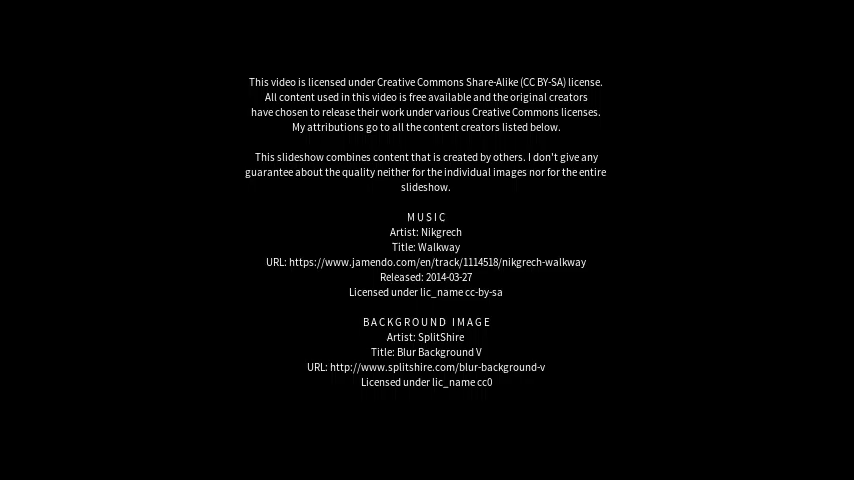 This video is licensed under Creative Commons Share-Alike (CC BY-SA) license.
All content used in this video is free available and the original creators
have chosen to release their work under various Creative Commons licenses.
My attributions go to all the content creators listed below.
This slideshow combines content that is created by others. I don't give any
guarantee about the quality neither for the individual images nor for the entire
slideshow.
MUSIC
Artist: Nikgrech
Title: Walkway
URL: https://www.jamendo.com/en/track/1114518/nikgrech-walkway
Released: 2014-03-27
Licensed under lic_name cc-by-sa
BACKGROUND IMAGE
Artist: SplitShire
Title: Blur Background V
URL: http://www.splitshire.com/blur-background-v
Licensed under lic_name cc0